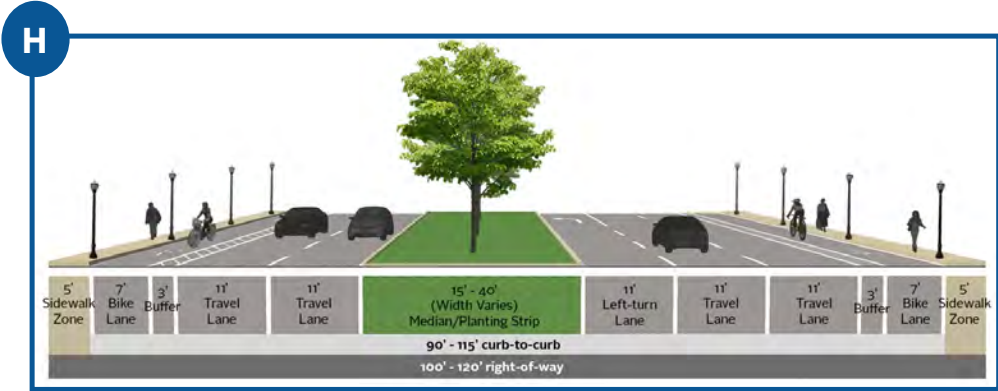 H
5'
Sidewalk
Zone
7'
Bike
Lane
3'
Buffer
11'
Travel
Lane
11'
Travel
Lane
15' - 40'
(Width Varies)
Median/Planting Strip
11'
Left-turn
Lane
11'
Travel
Lane
11'
Travel
Lane
3'
Buffer
7'
Bike
Lane
5'
Sidewalk
Zone
90' - 115' curb-to-curb
100' - 120' right-of-way